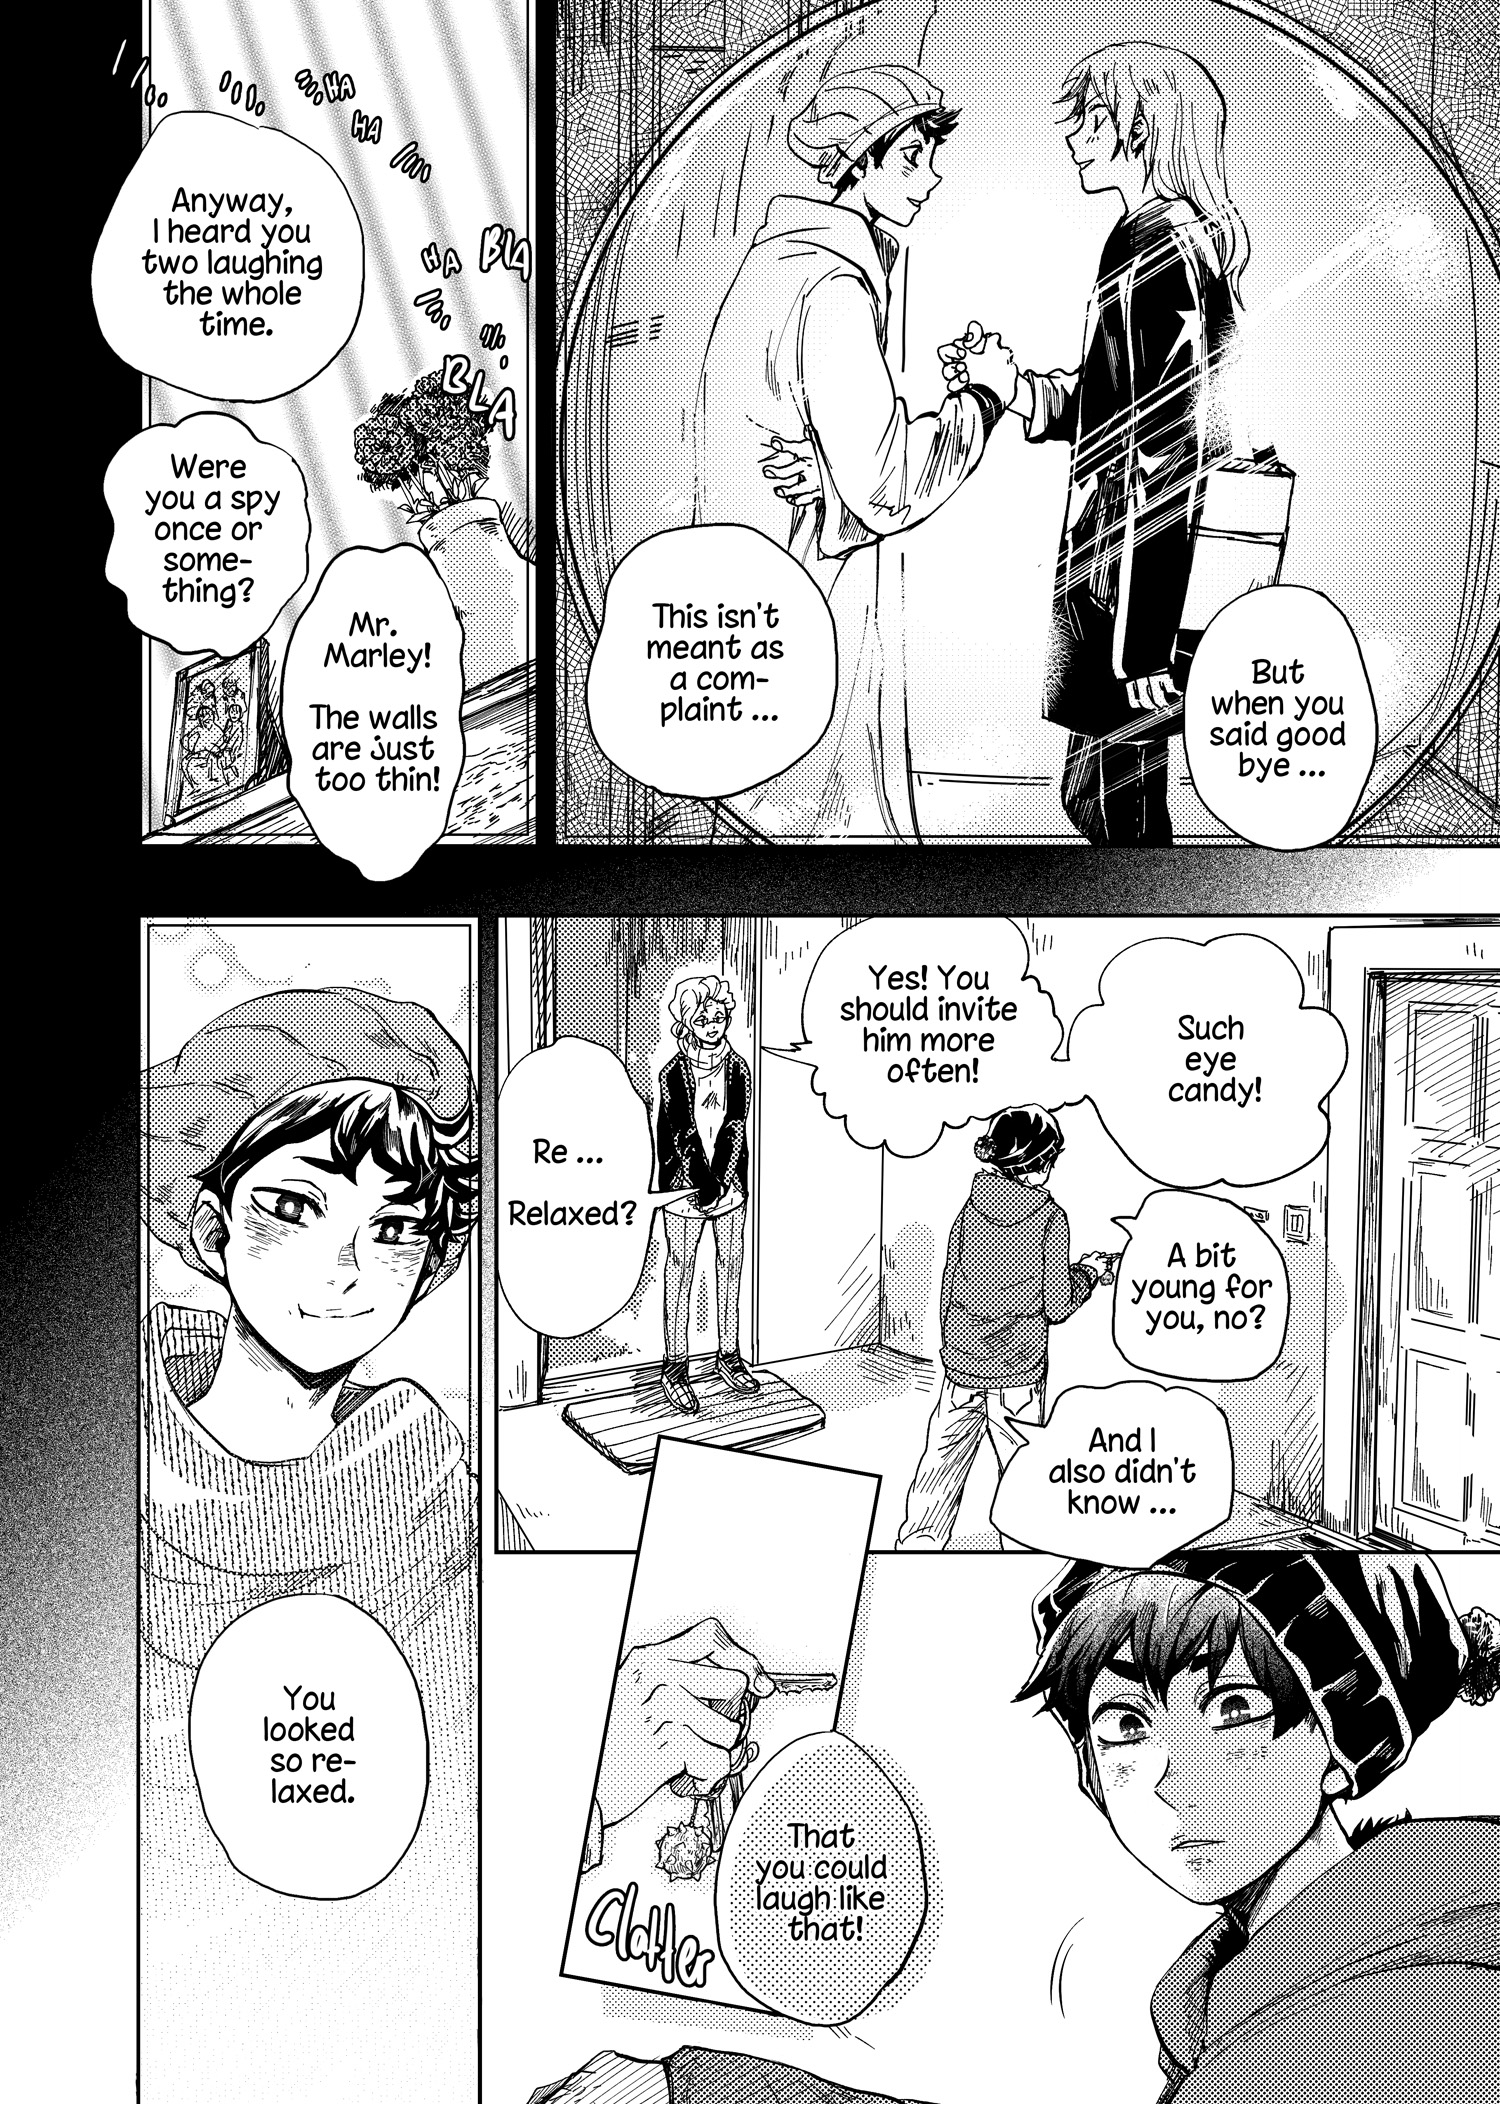 HA
HA
HA
BLA
BLA
Anyway,
I heard you
two laughing
the whole
time.
Were
you a spy
once or
some-
thing?
Mr.
Marley!
The walls
are just
too thin!
This isn't
meant as
a com-
plaint ...
But
when you
said good
bye ...
You
looked
so re-
laxed.
Re ...
Relaxed?
Yes! You
should invite
him more
often!
Such
eye
candy!
A bit
young for
you, no?
And I
also didn't
know ...
Clatter
That
you could
laugh like
that!